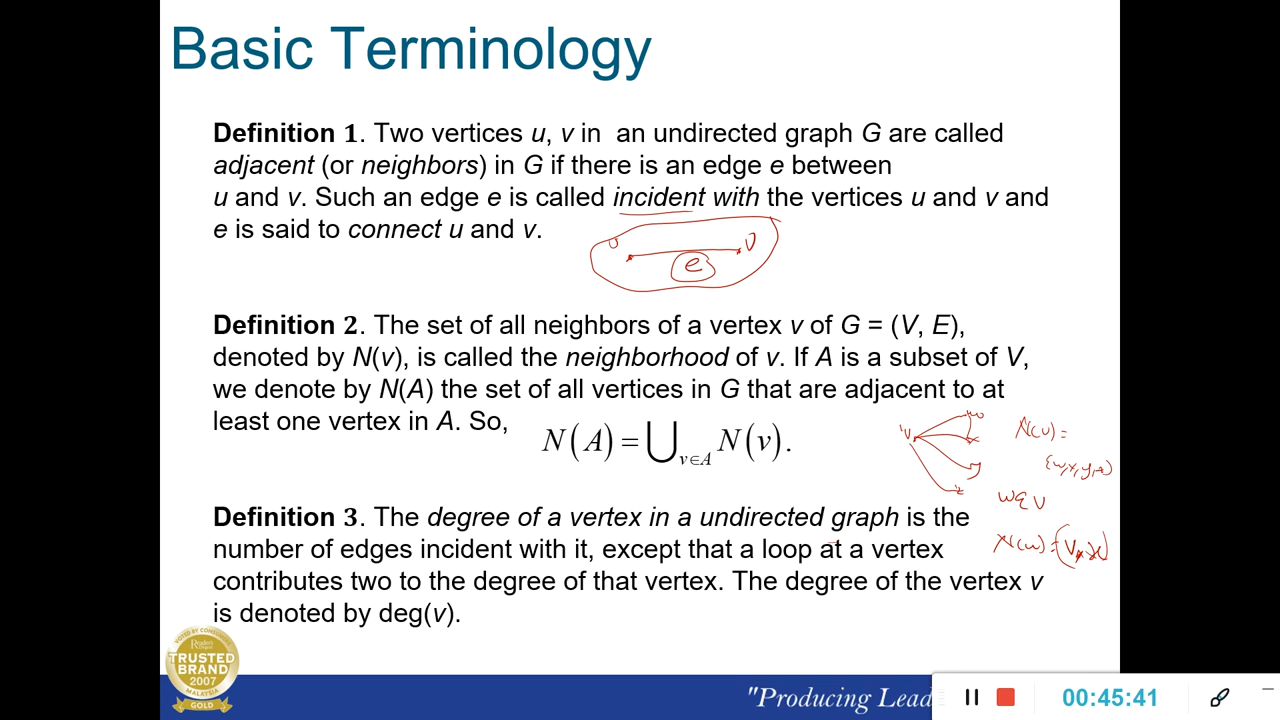 Basic Terminology
Definition 1. Two vertices u, v in an undirected graph G are called
adjacent (or neighbors) in G if there is an edge e between
u and v. Such an edge e is called incident with the vertices u and v and
e is said to connect u and v.
u
v
e
Definition 2. The set of all neighbors of a vertex v of G = (V, E),
denoted by N(v), is called the neighborhood of v. If A is a subset of V,
we denote by N(A) the set of all vertices in G that are adjacent to at
least one vertex in A. So,
N(A) = ⋃v∈A N(v).
v
N(v) =
Definition 3. The degree of a vertex in a undirected graph is the
number of edges incident with it, except that a loop at a vertex
contributes two to the degree of that vertex. The degree of the vertex v
is denoted by deg(v).
VOTED BY CONSUMERS
Reader's
Digest
TRUSTED
BRAND
2007
MALAYSIA
GOLD
"Producing Lead
00:45:41